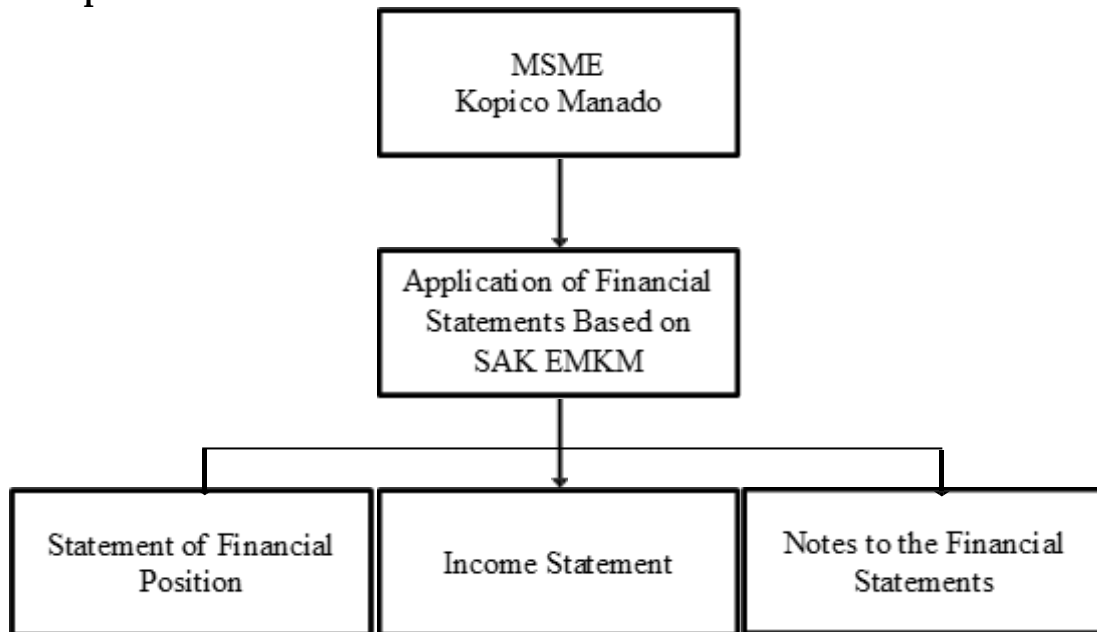 MSME
Kopico Manado
Application of Financial
Statements Based on
SAK EMKM
Statement of Financial
Position
Income Statement
Notes to the Financial
Statements